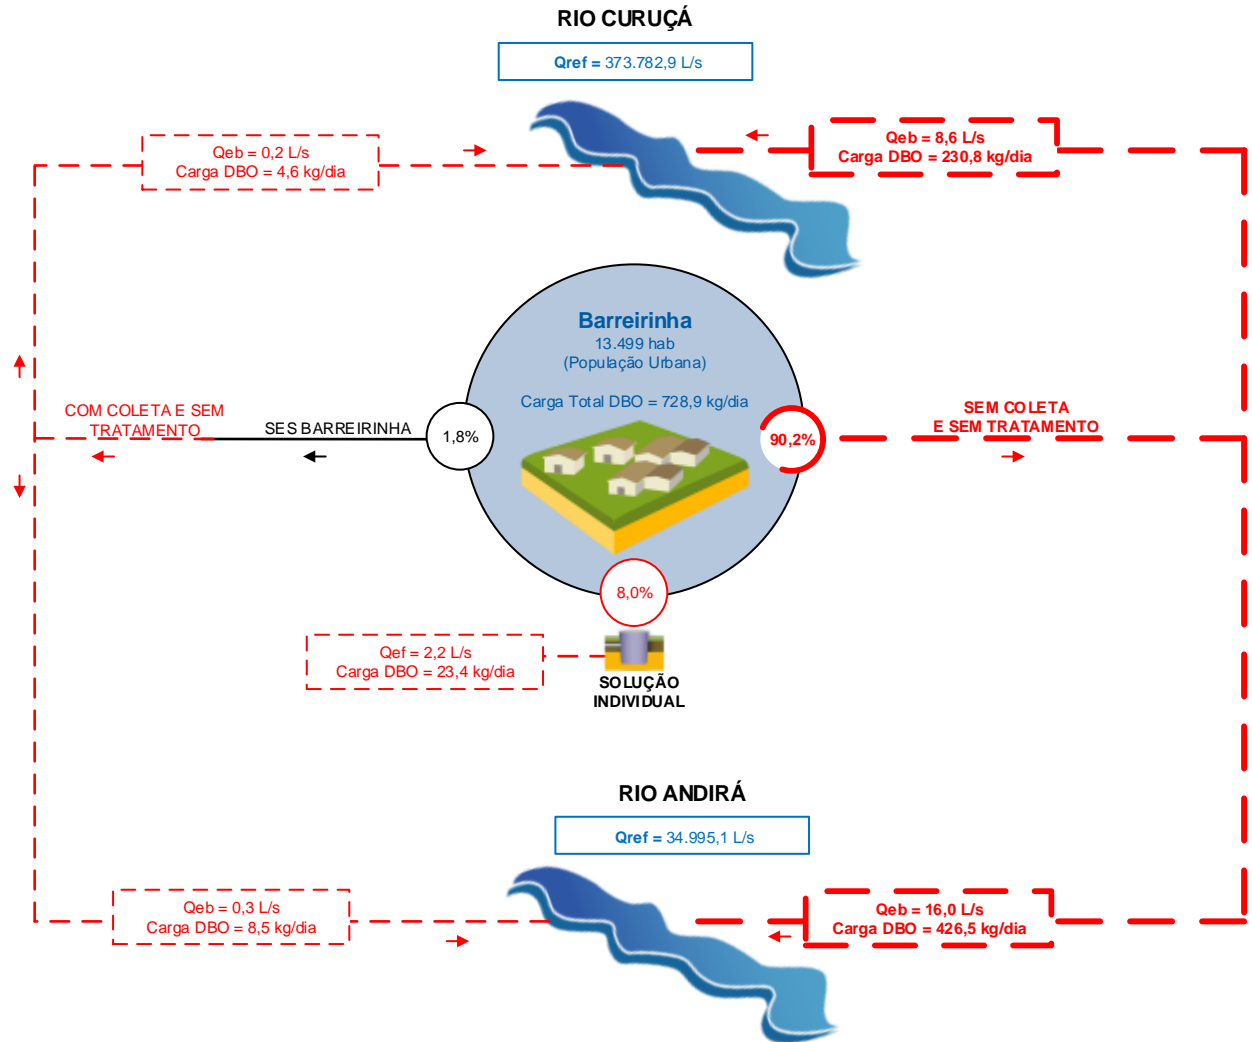 RIO CURUÇÁ
Qref = 373.782,9 L/s
Qeb = 0,2 L/s
Carga DBO = 4,6 kg/dia
Qeb = 8,6 L/s
Carga DBO = 230,8 kg/dia
Barreirinha
13.499 hab
(População Urbana)
Carga Total DBO = 728,9 kg/dia
COM COLETA E SEM
TRATAMENTO
SES BARREIRINHA
1,8%
90,2%
SEM COLETA
E SEM TRATAMENTO
8,0%
Qef = 2,2 L/s
Carga DBO = 23,4 kg/dia
SOLUÇÃO
INDIVIDUAL
RIO ANDIRÁ
Qref = 34.995,1 L/s
Qeb = 0,3 L/s
Carga DBO = 8,5 kg/dia
Qeb = 16,0 L/s
Carga DBO = 426,5 kg/dia